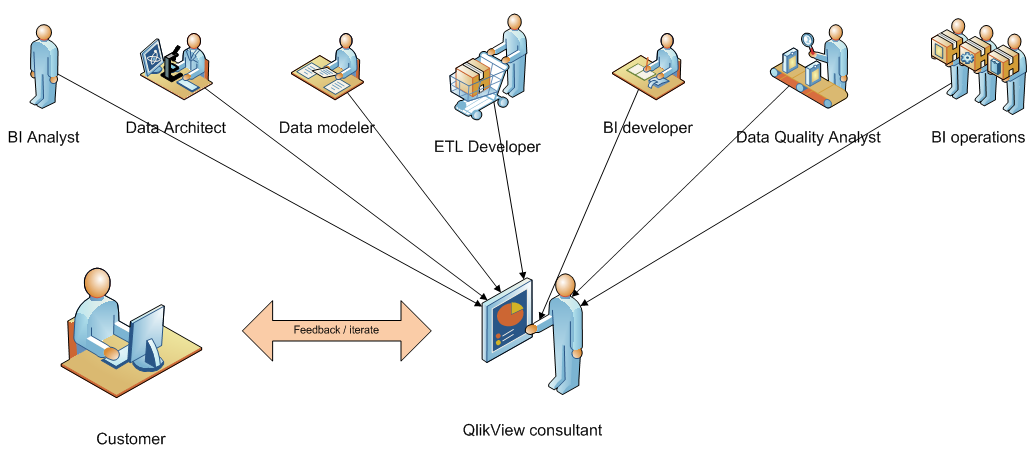 BI Analyst
Data Architect
Data modeler
ETL Developer
BI developer
Data Quality Analyst
BI operations
Feedback / iterate
Customer
QlikView consultant